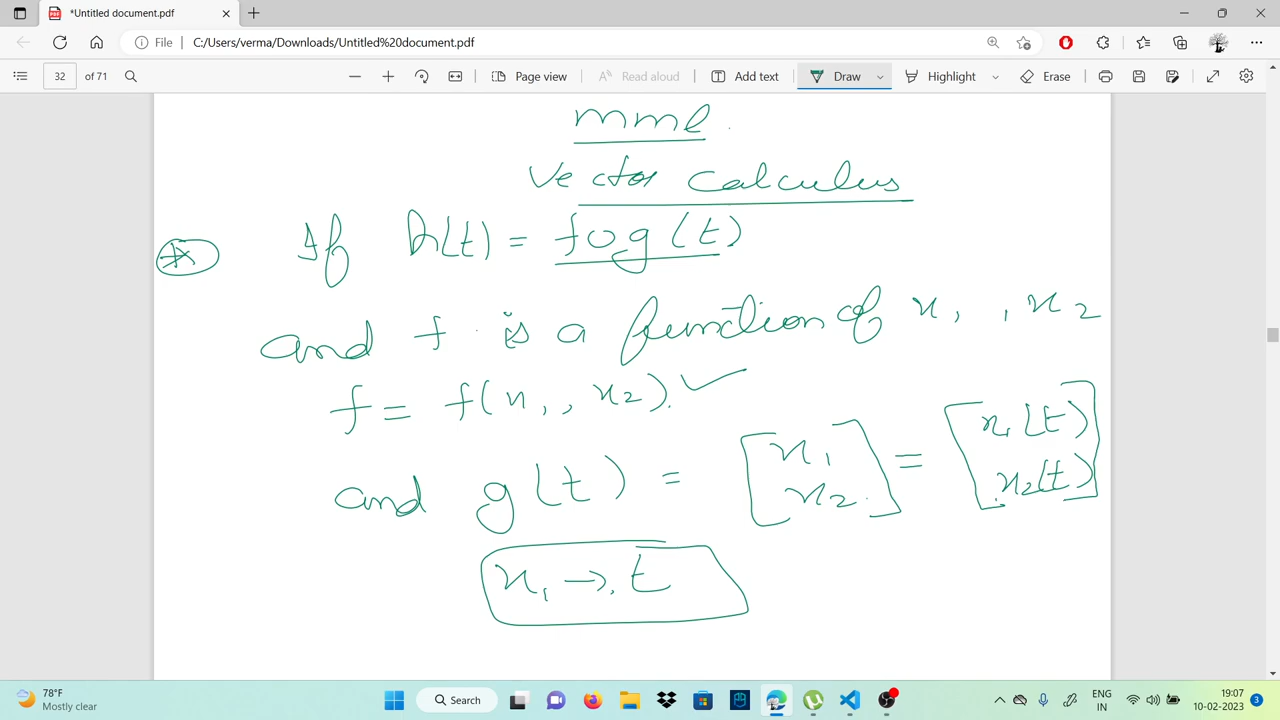 *Untitled document.pdf
File C:/Users/verma/Downloads/Untitled%20document.pdf
32 of 71 Page view Read aloud Add text Draw Highlight Erase
mml
Vector calculus
If h(t) = fog(t)
and f is a function of x1, x2
f = f(x1, x2).
and g(t) = [x1 x2] = [x1(t) x2(t)]
x1 → t
78°F
Mostly clear
Search
ENG
IN
19:07
10-02-2023
3